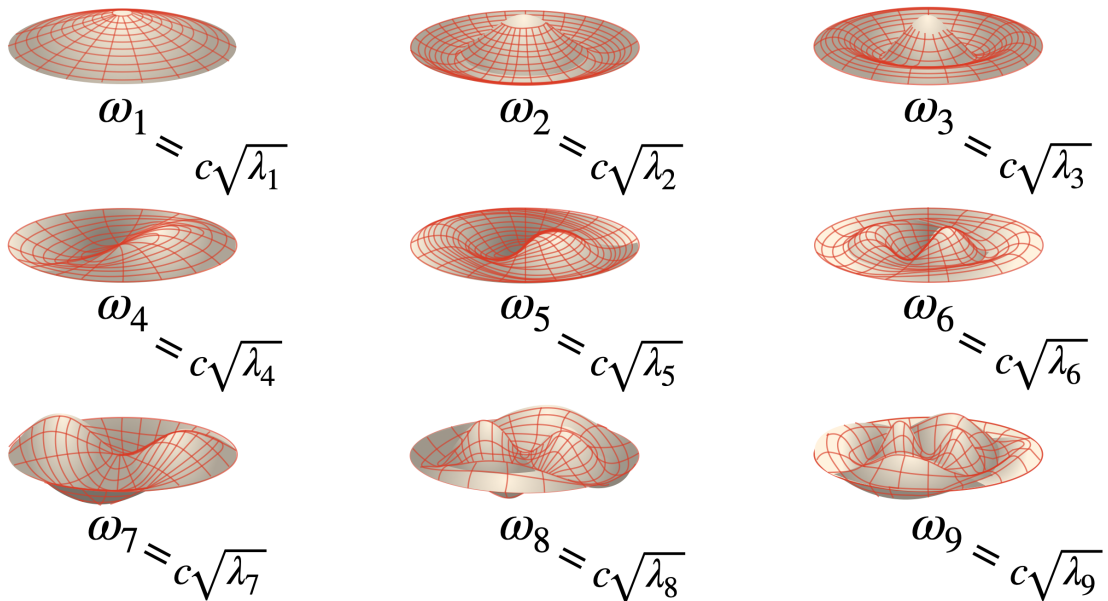 ω₁ = c√λ₁
ω₂ = c√λ₂
ω₃ = c√λ₃
ω₄ = c√λ₄
ω₅ = c√λ₅
ω₆ = c√λ₆
ω₇ = c√λ₇
ω₈ = c√λ₈
ω₉ = c√λ₉